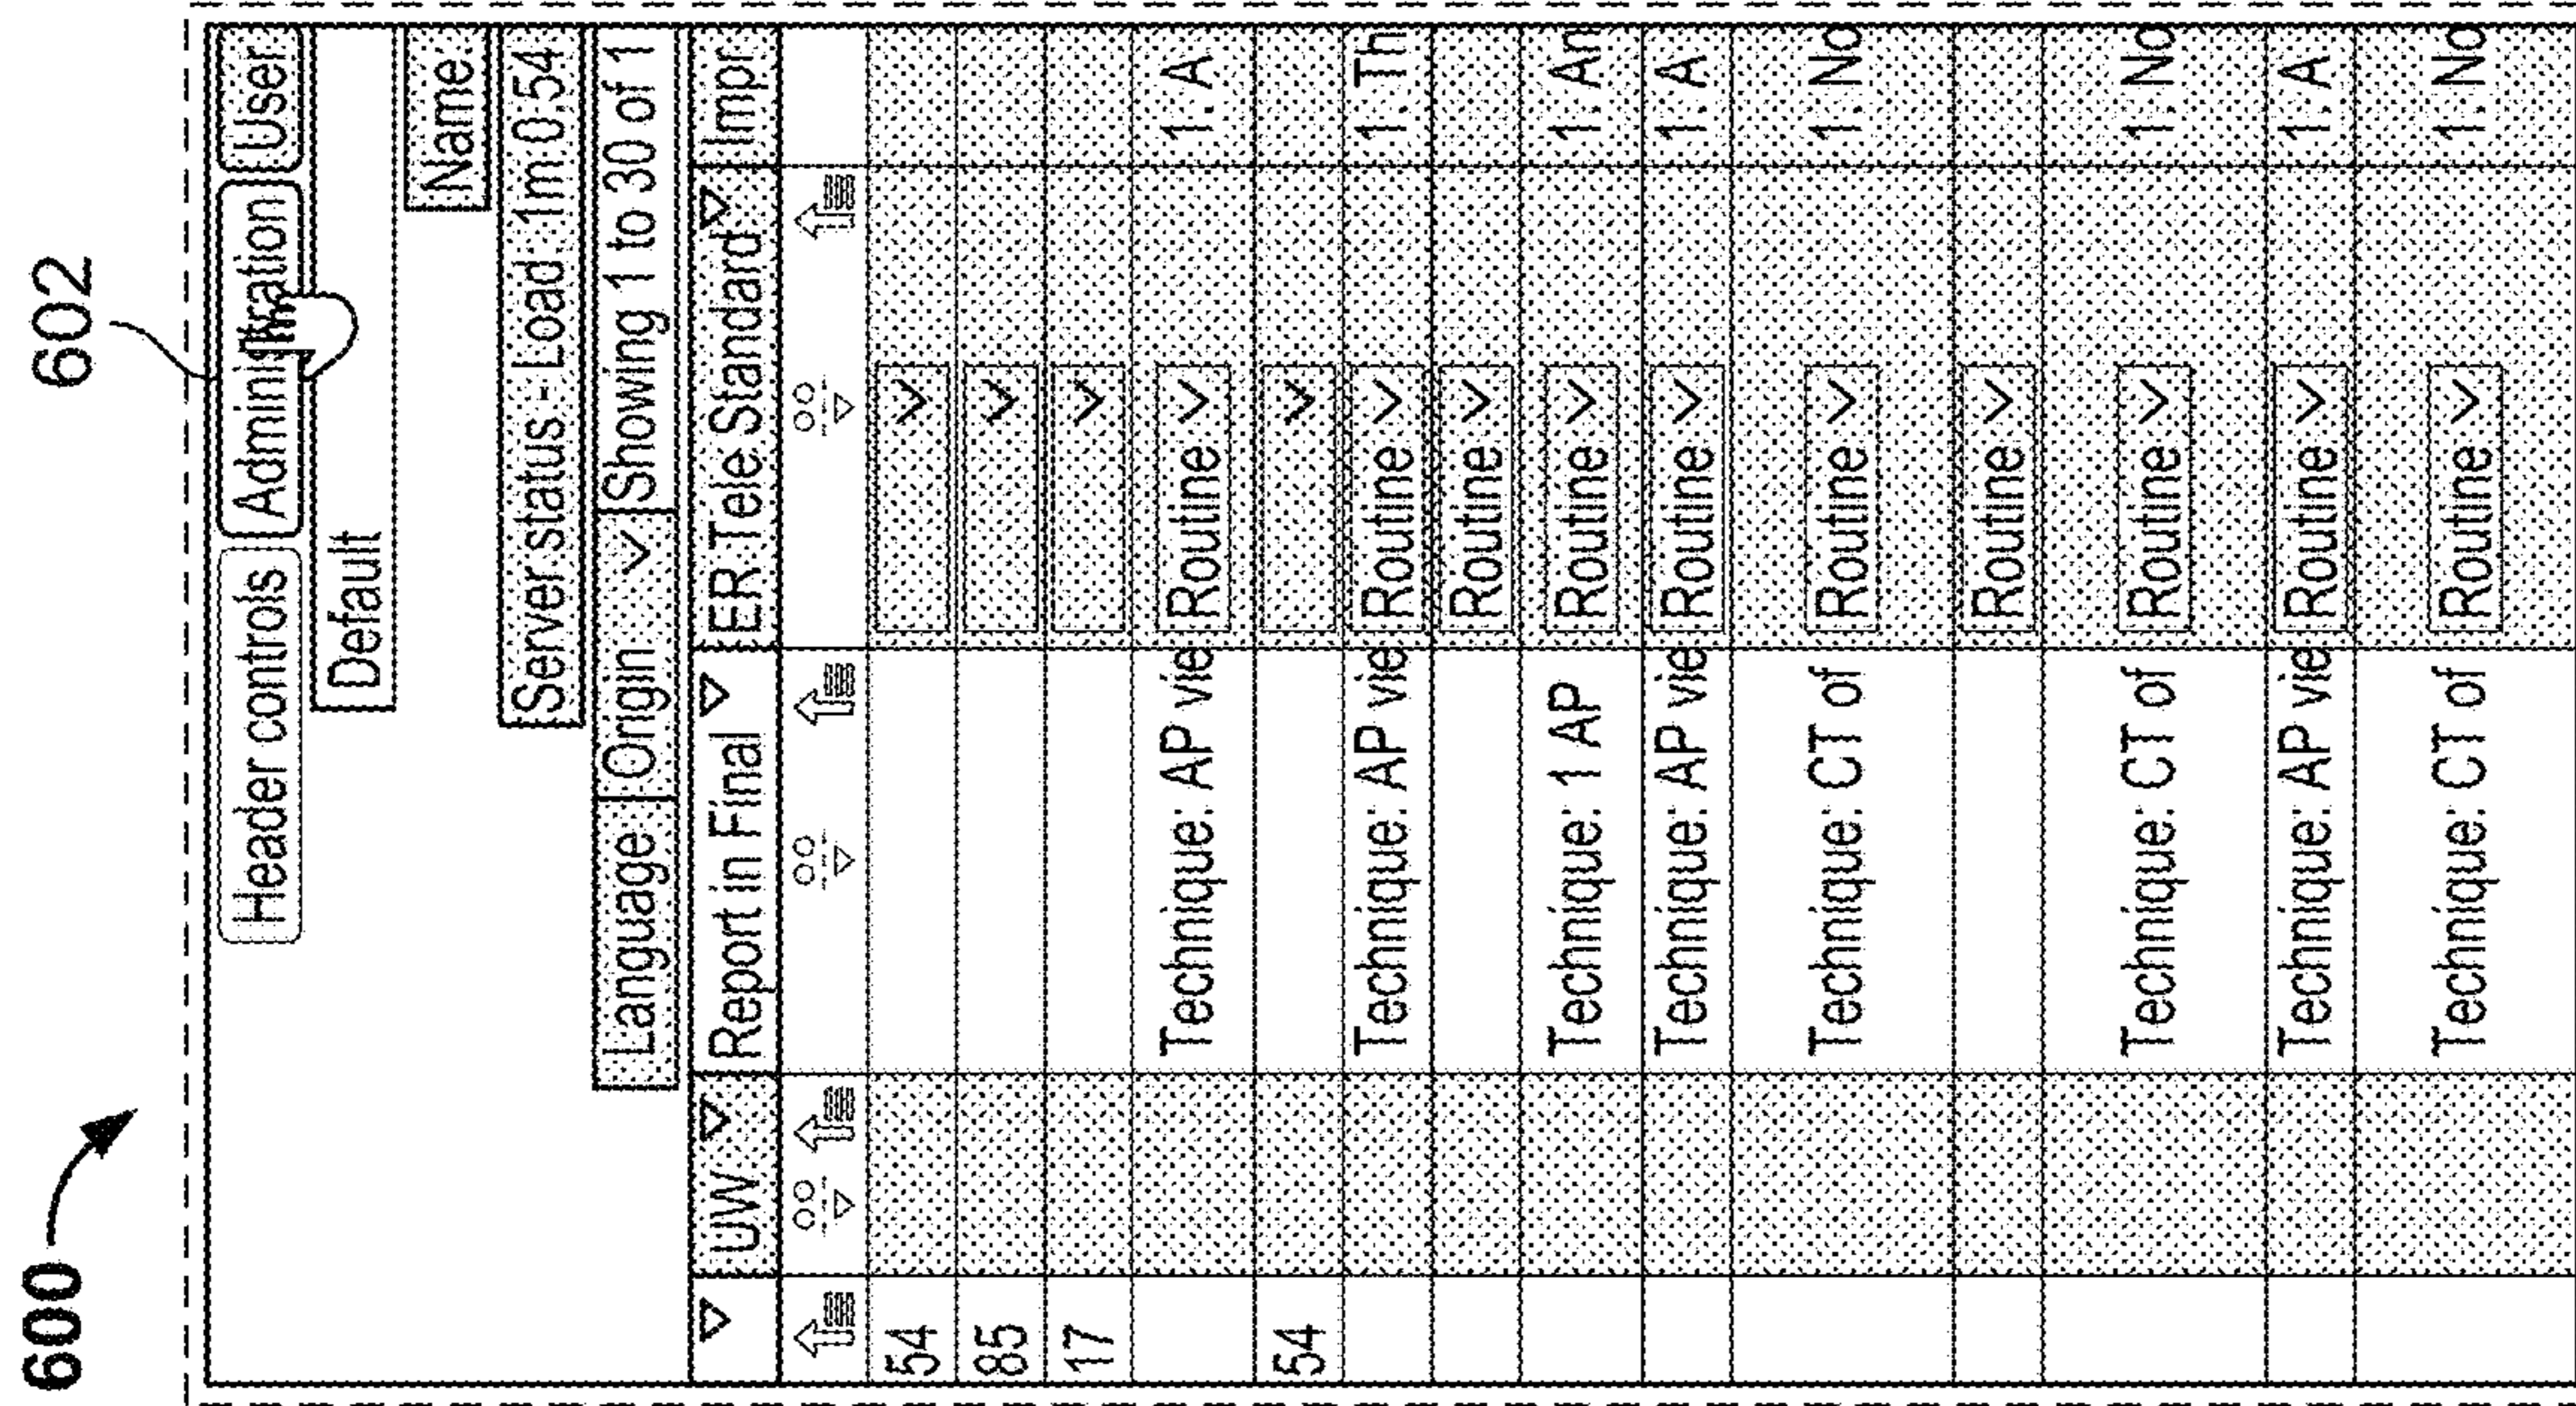 600
602
Header controls Administration User
Default
Name
Server status - Load 1m 0.54
Language Origin Showing 1 to 30 of 1
UW Report in Final ER Tele Standard Impr
54
85
17
Technique: AP vie Routine 1. A
54
Technique: AP vie Routine 1. Th
Routine
Technique: 1 AP Routine 1. An
Technique: AP vie Routine 1. A
Technique: CT of Routine 1. No
Routine
Technique: CT of Routine 1. No
Technique: AP vie Routine 1. A
Technique: CT of Routine 1. No